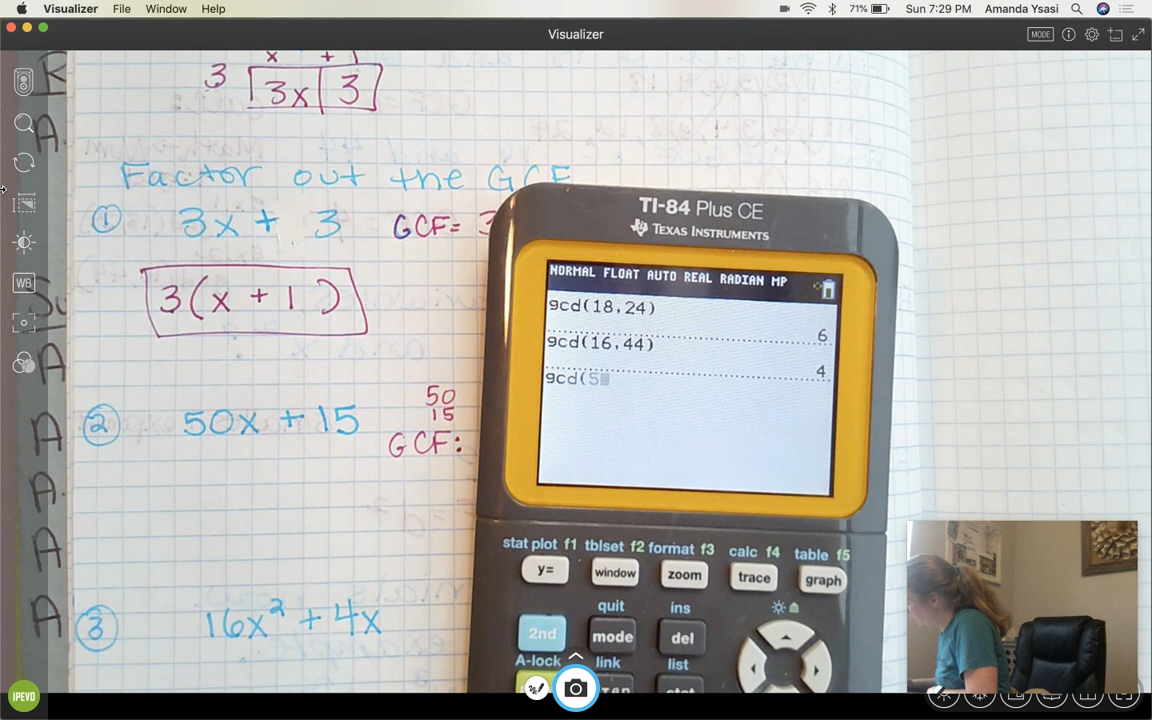 Visualizer File Window Help 71% Sun 7:29 PM Amanda Ysasi
Visualizer
MODE
x + 1
3 3x 3
Factor out the GCF
① 3x + 3 GCF= 3
3(x + 1)
② 50x + 15
50
15
GCF:
③ 16x² + 4x
TI-84 Plus CE
TEXAS INSTRUMENTS
NORMAL FLOAT AUTO REAL RADIAN MP
gcd(18,24)
6
gcd(16,44)
4
gcd(5
stat plot f1 tblset f2 format f3 calc f4 table f5
y= window zoom trace graph
quit ins
2nd mode del
A-lock link list
WB
R
A
A
A
A
A
A
IPEVO